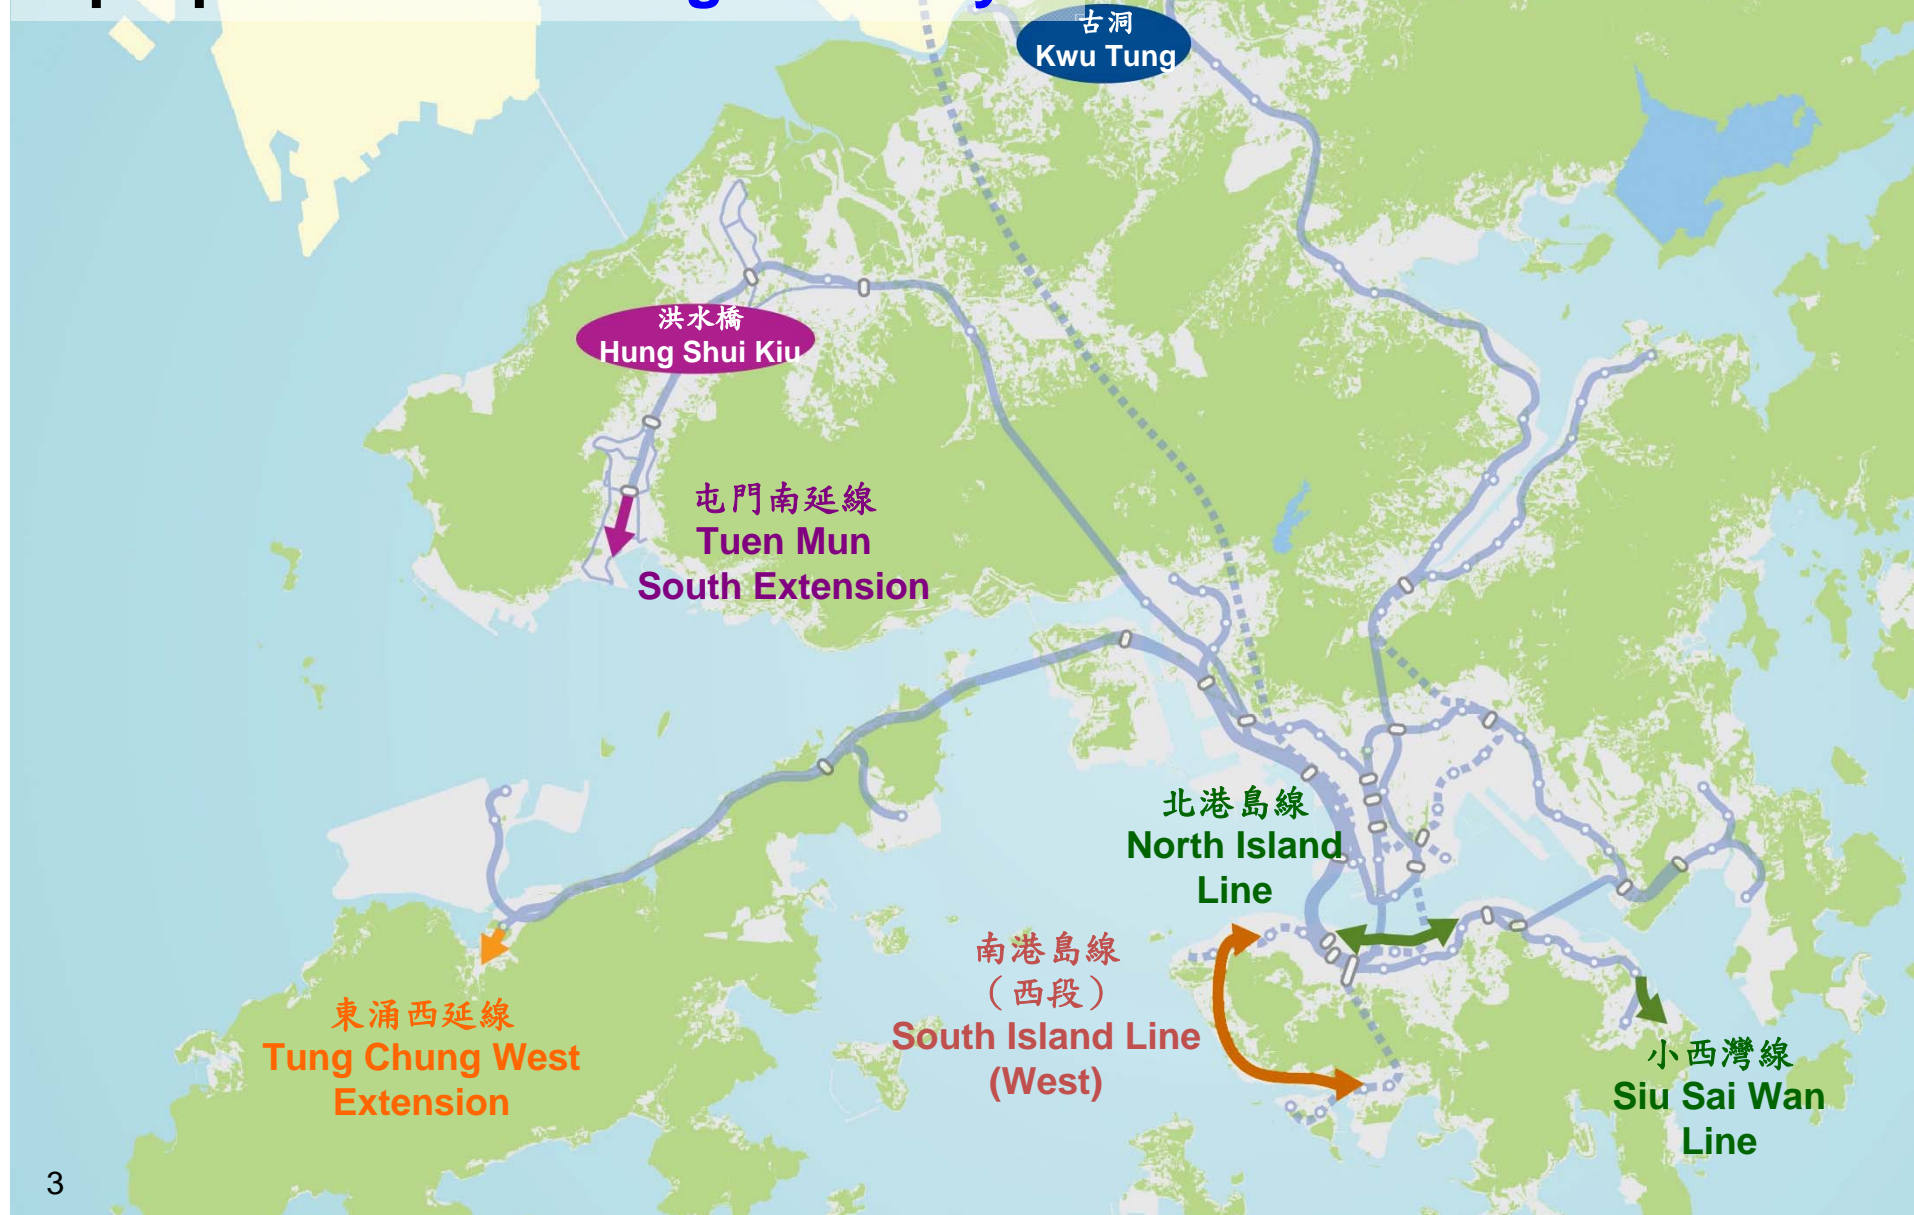 古洞
Kwu Tung
洪水橋
Hung Shui Kiu
屯門南延線
Tuen Mun
South Extension
北港島線
North Island
Line
南港島線
（西段）
South Island Line
(West)
東涌西延線
Tung Chung West
Extension
小西灣線
Siu Sai Wan
Line
3